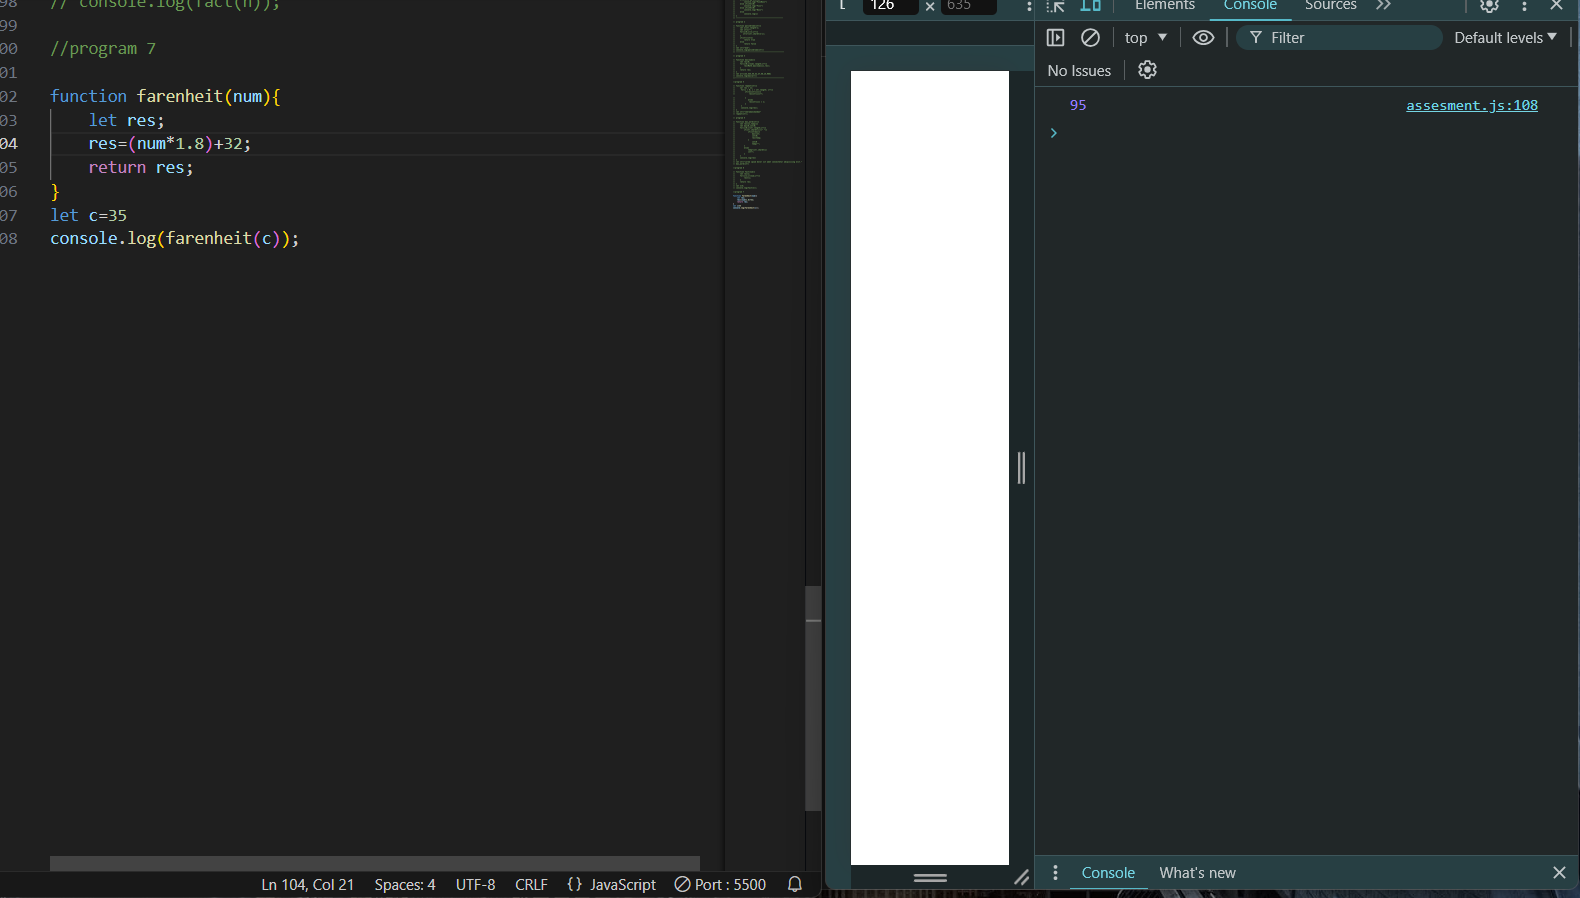 98 // console.log(fact(n));
99
00 //program 7
01
02 function farenheit(num){
03 let res;
04 res=(num*1.8)+32;
05 return res;
06 }
07 let c=35
08 console.log(farenheit(c));
Ln 104, Col 21 Spaces: 4 UTF-8 CRLF {} JavaScript Port : 5500
126 × 635
Elements Console Sources
top Filter Default levels
No Issues
95 assesment.js:108
Console What's new